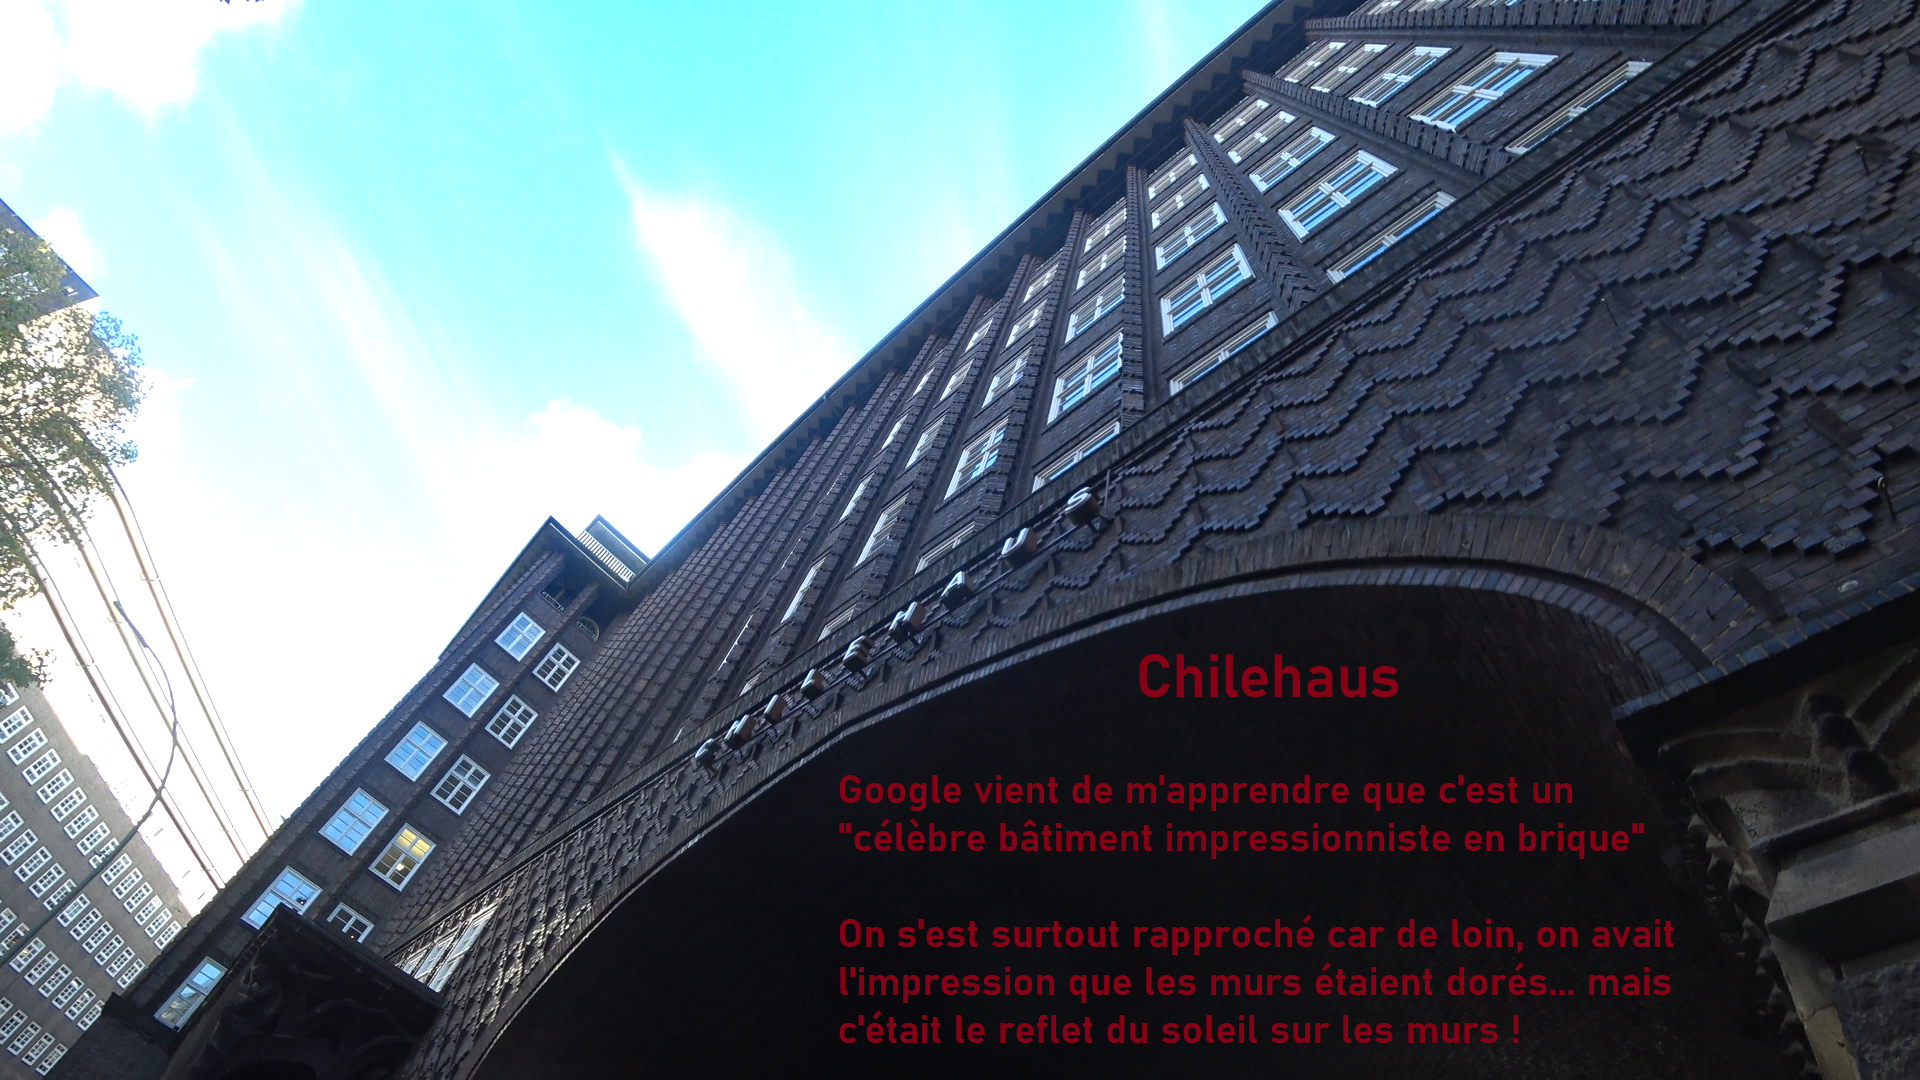 CHILEHAUS
Chilehaus
Google vient de m'apprendre que c'est un
"célèbre bâtiment impressionniste en brique"
On s'est surtout rapproché car de loin, on avait
l'impression que les murs étaient dorés... mais
c'était le reflet du soleil sur les murs !